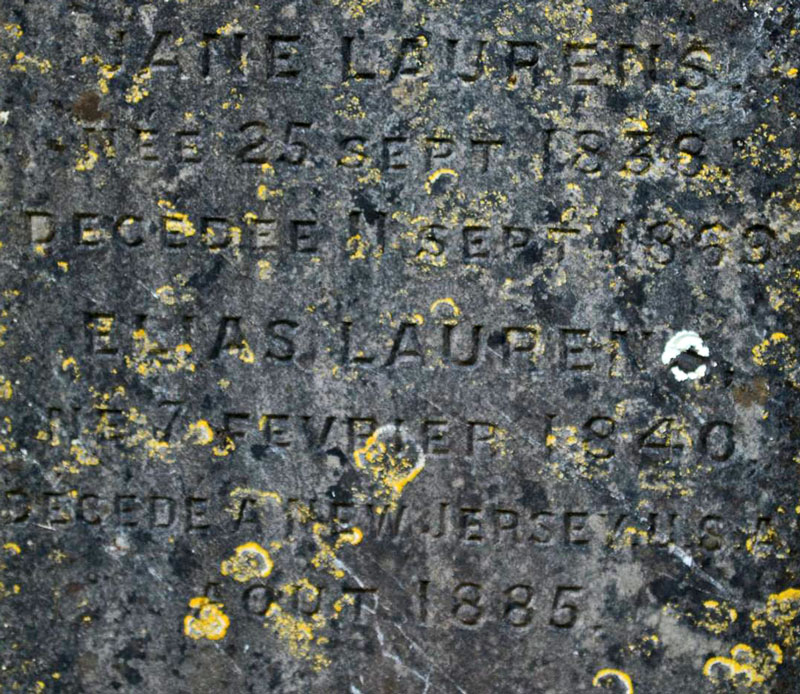 JANE LAURENS.
NEE 25 SEPT 1838.
DECEDEE 11 SEPT 1869
ELIAS LAURENS,
NE 7 FEVRIER 1840
DECEDE A NEW JERSEY U.S.A.
AOUT 1885.